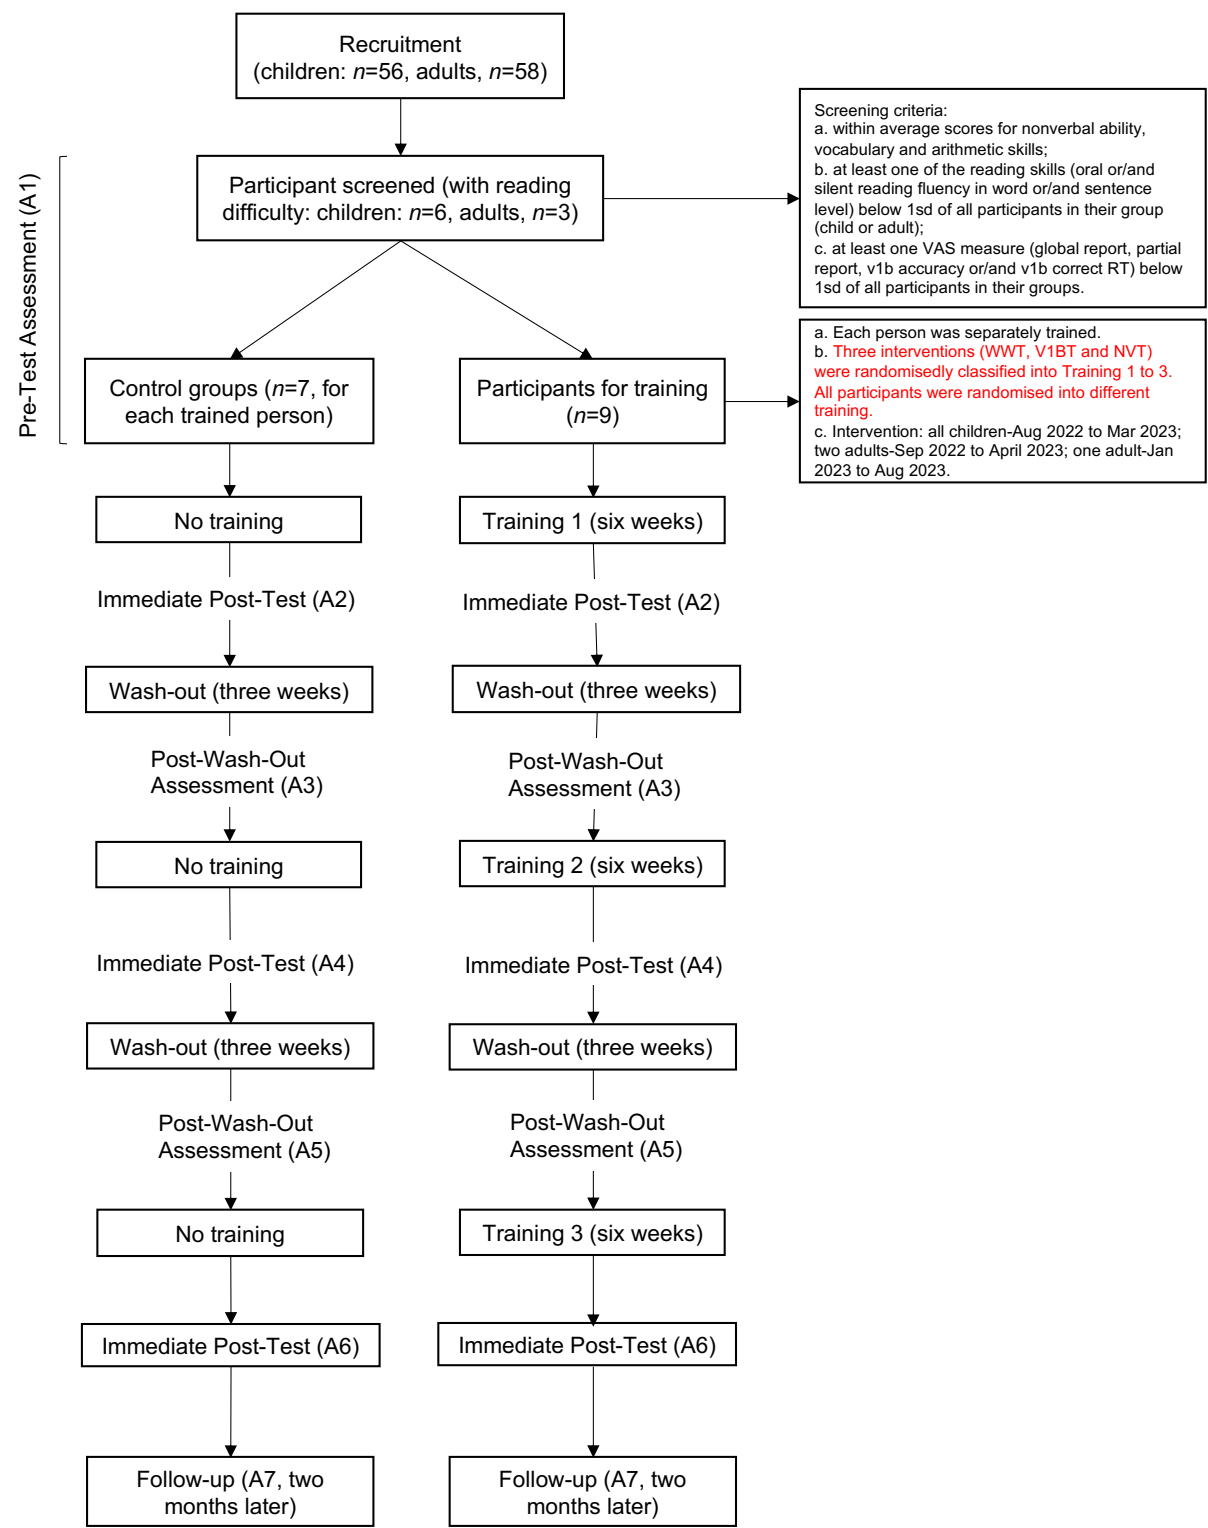 Recruitment
(children: n=56, adults, n=58)
Screening criteria:
a. within average scores for nonverbal ability,
vocabulary and arithmetic skills;
b. at least one of the reading skills (oral or/and
silent reading fluency in word or/and sentence
level) below 1sd of all participants in their group
(child or adult);
c. at least one VAS measure (global report, partial
report, v1b accuracy or/and v1b correct RT) below
1sd of all participants in their groups.
Pre-Test Assessment (A1)
Participant screened (with reading
difficulty: children: n=6, adults, n=3)
a. Each person was separately trained.
b. Three interventions (WWT, V1BT and NVT)
were randomisedly classified into Training 1 to 3.
All participants were randomised into different
training.
c. Intervention: all children-Aug 2022 to Mar 2023;
two adults-Sep 2022 to April 2023; one adult-Jan
2023 to Aug 2023.
Control groups (n=7, for
each trained person)
Participants for training
(n=9)
No training
Training 1 (six weeks)
Immediate Post-Test (A2)
Immediate Post-Test (A2)
Wash-out (three weeks)
Wash-out (three weeks)
Post-Wash-Out
Assessment (A3)
Post-Wash-Out
Assessment (A3)
No training
Training 2 (six weeks)
Immediate Post-Test (A4)
Immediate Post-Test (A4)
Wash-out (three weeks)
Wash-out (three weeks)
Post-Wash-Out
Assessment (A5)
Post-Wash-Out
Assessment (A5)
No training
Training 3 (six weeks)
Immediate Post-Test (A6)
Immediate Post-Test (A6)
Follow-up (A7, two
months later)
Follow-up (A7, two
months later)